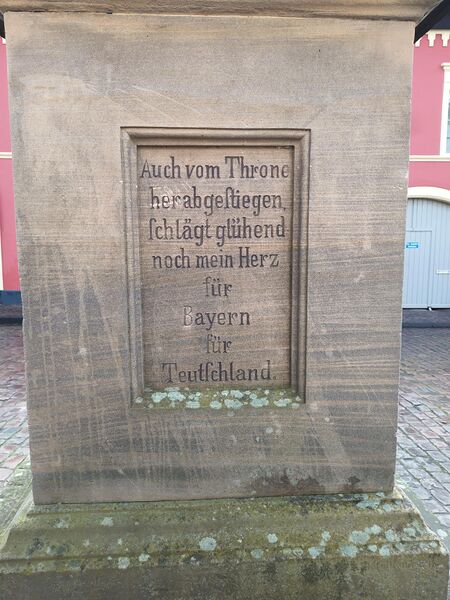 Auch vom Throne
herabgeſtiegen,
ſchlägt glühend
noch mein Herz
für
Bayern
für
Teutſchland.